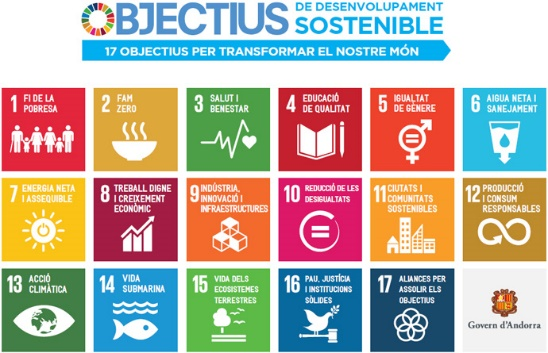 OBJECTIUS
DE DESENVOLUPAMENT
SOSTENIBLE
17 OBJECTIUS PER TRANSFORMAR EL NOSTRE MÓN
1 FI DE LA
POBRESA
2 FAM
ZERO
3 SALUT I
BENESTAR
4 EDUCACIÓ
DE QUALITAT
5 IGUALTAT
DE GÈNERE
6 AIGUA NETA I
SANEJAMENT
7 ENERGIA NETA
I ASSEQUIBLE
8 TREBALL DIGNE
I CREIXEMENT
ECONÒMIC
9 INDÚSTRIA,
INNOVACIÓ I
INFRAESTRUCTURES
10 REDUCCIÓ DE LES
DESIGUALTATS
11 CIUTATS I
COMUNITATS
SOSTENIBLES
12 PRODUCCIÓ
I CONSUM
RESPONSABLES
13 ACCIÓ
CLIMÀTICA
14 VIDA
SUBMARINA
15 VIDA DELS
ECOSISTEMES
TERRESTRES
16 PAU, JUSTÍCIA
I INSTITUCIONS
SÒLIDES
17 ALIANCES PER
ASSOLIR ELS
OBJECTIUS
Govern d'Andorra